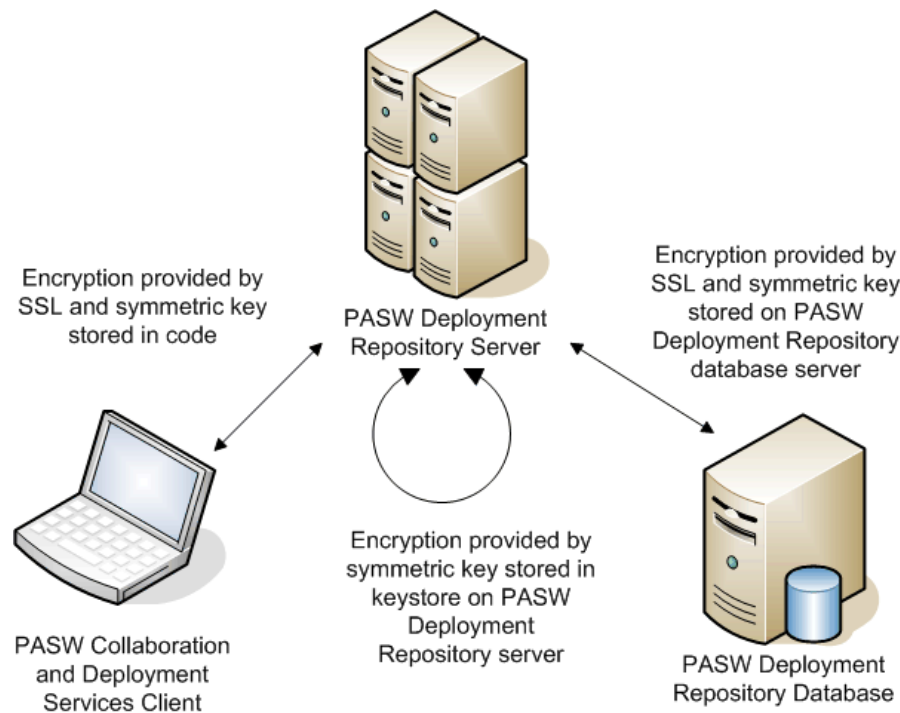 Encryption provided by
SSL and symmetric key
stored in code
PASW Deployment
Repository Server
Encryption provided by
SSL and symmetric key
stored on PASW
Deployment Repository
database server
Encryption provided by
symmetric key stored in
keystore on PASW
Deployment
Repository server
PASW Collaboration
and Deployment
Services Client
PASW Deployment
Repository Database